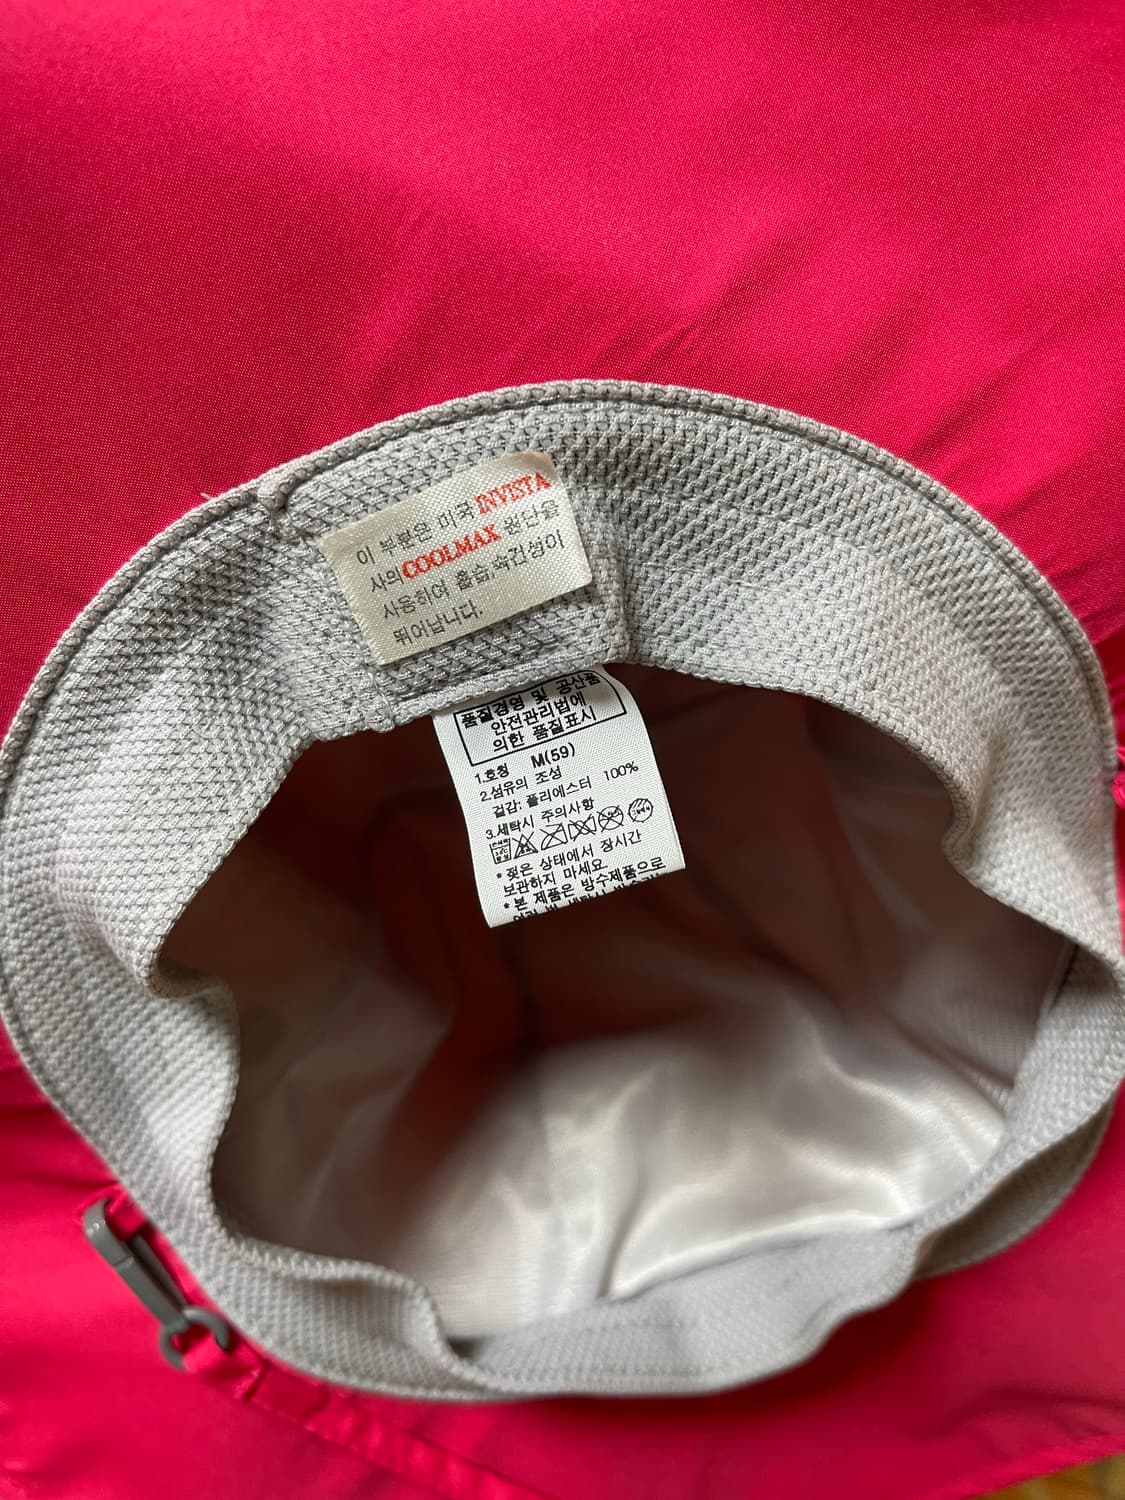 이 부분은 미국 INVISTA
사의 COOLMAX 원단을
사용하여 흡습,속건성이
뛰어납니다.
품질경영 및 공산품
안전관리법에
의한 품질표시
1.호칭 M(59)
2.섬유의 조성
겉감: 폴리에스터 100%
3.세탁시 주의사항
* 젖은 상태에서 장시간
보관하지 마세요.
* 본 제품은 방수제품으로